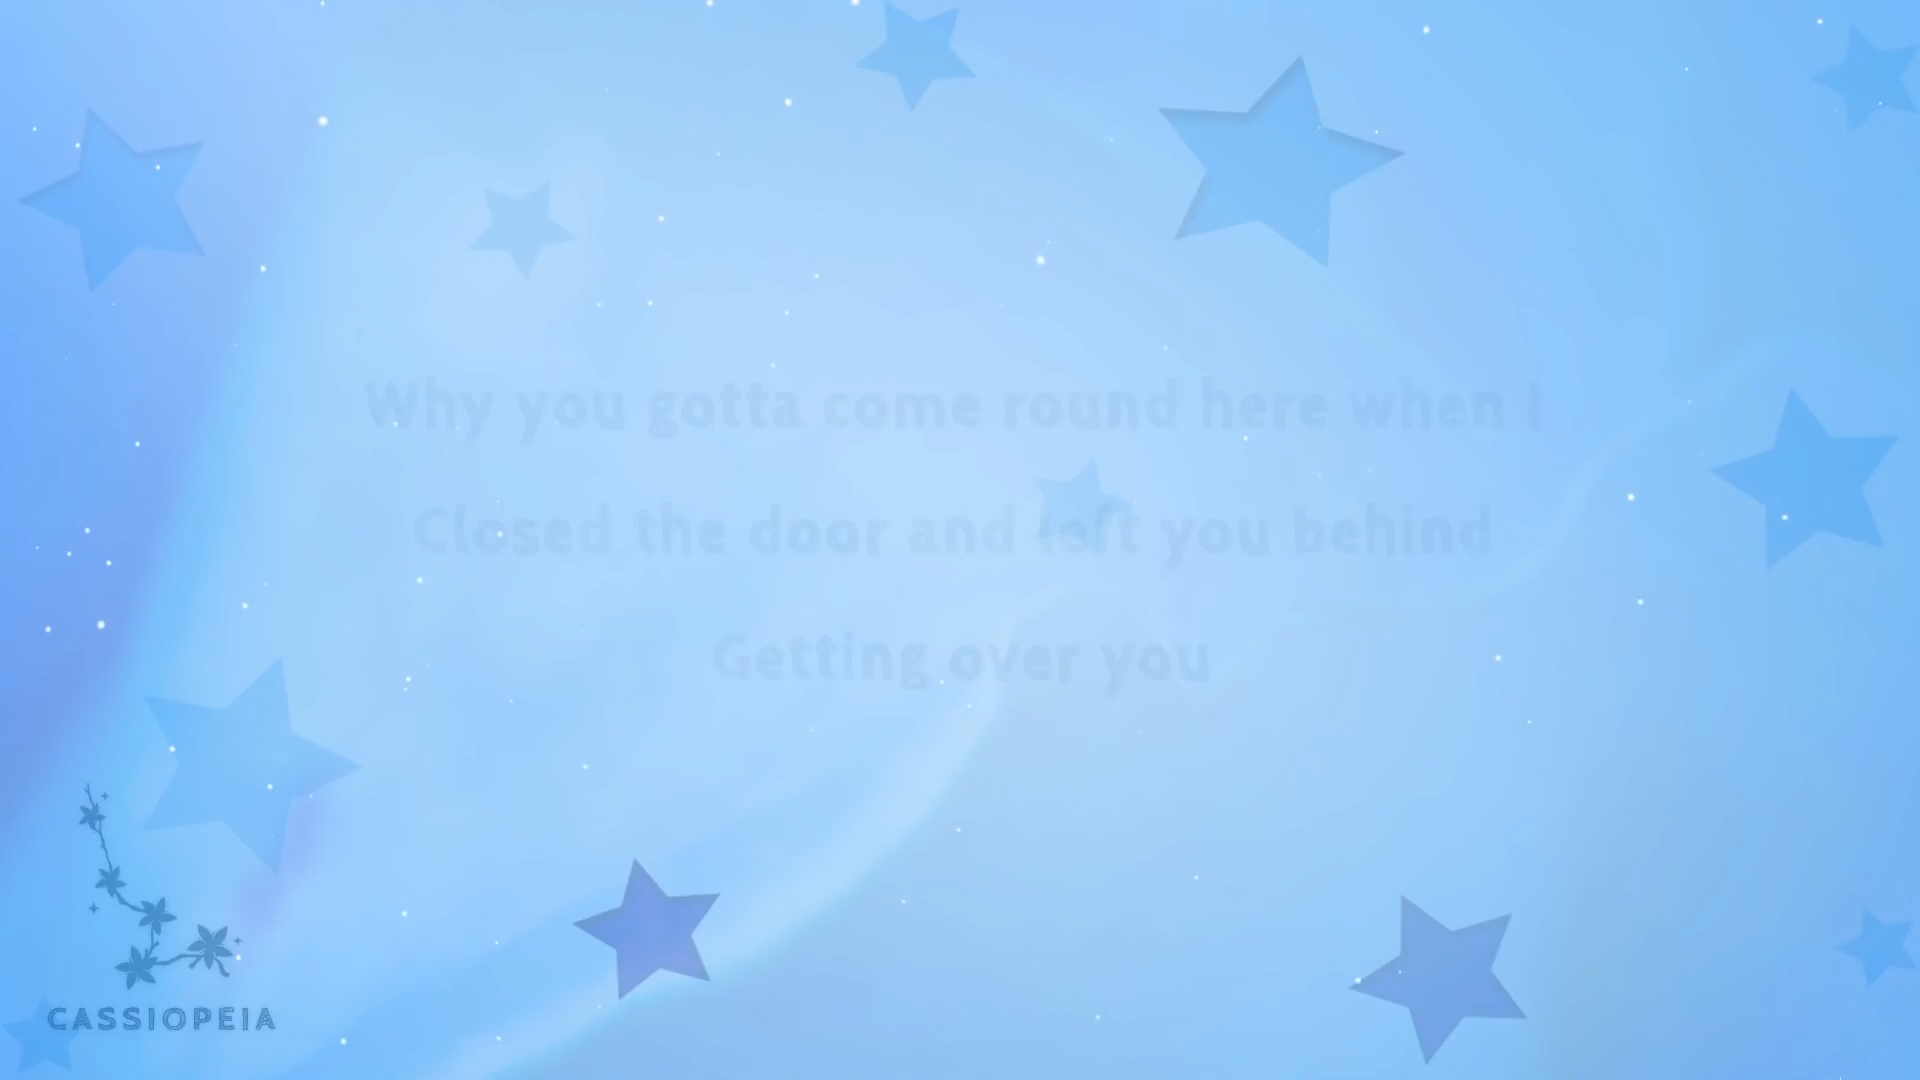 Why you gotta come round here when I
Closed the door and left you behind
Getting over you
CASSIOPEIA